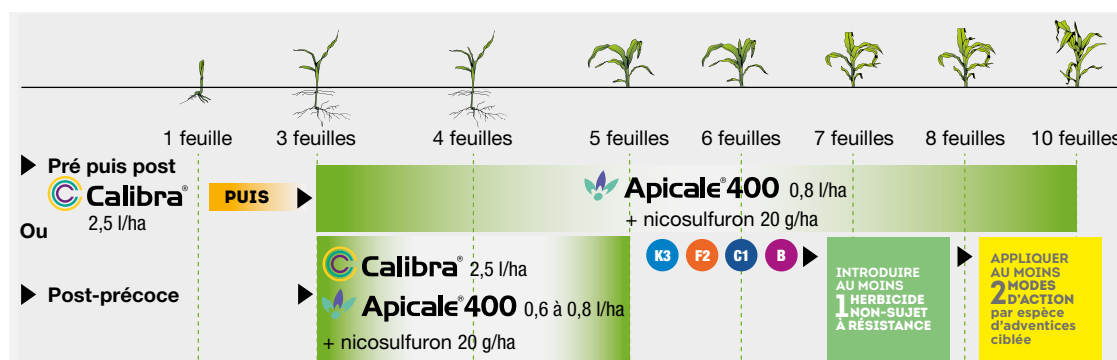 1 feuille 3 feuilles 4 feuilles 5 feuilles 6 feuilles 7 feuilles 8 feuilles 10 feuilles
Pré puis post
Calibra®
2,5 l/ha
PUIS
Apicale®400 0,8 l/ha
+ nicosulfuron 20 g/ha
Ou
Post-précoce
Calibra® 2,5 l/ha
Apicale®400 0,6 à 0,8 l/ha
+ nicosulfuron 20 g/ha
K3 F2 C1 B
INTRODUIRE
AU MOINS
1 HERBICIDE
NON-SUJET
À RÉSISTANCE
APPLIQUER
AU MOINS
2 MODES
D'ACTION
par espèce
d'adventices
ciblée